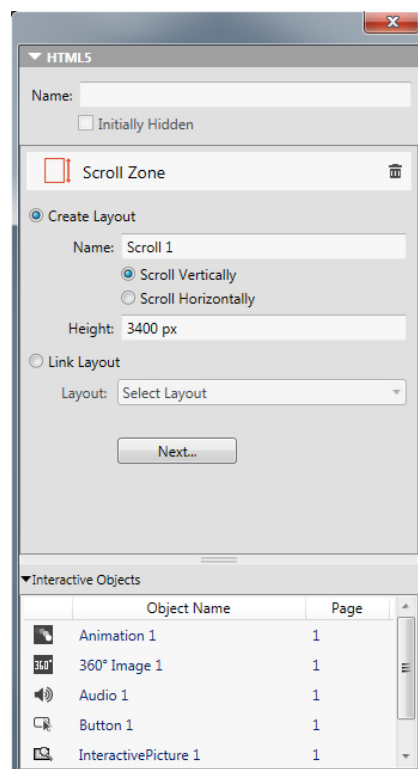 HTML5
Name:
Initially Hidden
Scroll Zone
Create Layout
Name: Scroll 1
Scroll Vertically
Scroll Horizontally
Height: 3400 px
Link Layout
Layout: Select Layout
Next...
Interactive Objects
Object Name Page
Animation 1 1
360° 360° Image 1 1
Audio 1 1
Button 1 1
InteractivePicture 1 1